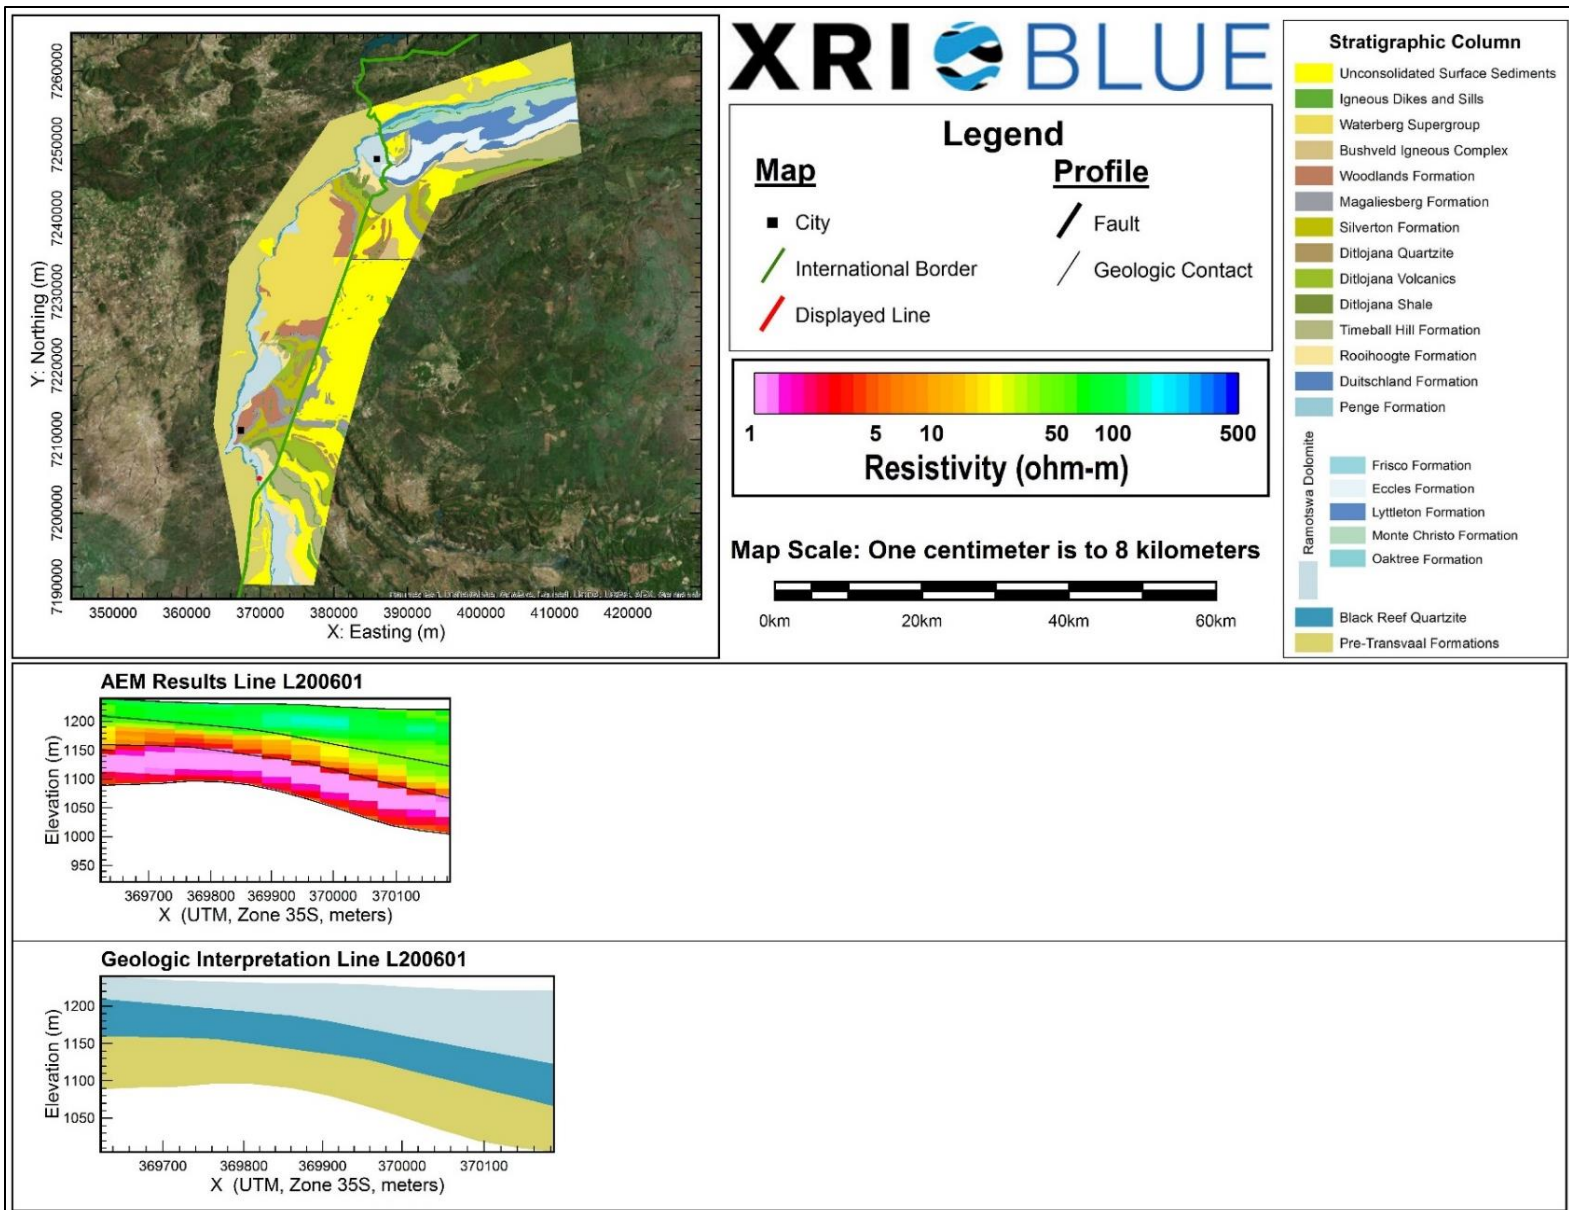 7260000
7250000
7240000
7230000
7220000
7210000
7200000
7190000
Y: Northing (m)
350000 360000 370000 380000 390000 400000 410000 420000
X: Easting (m)
XRI BLUE
Legend
Map
Profile
City
International Border
Displayed Line
Fault
Geologic Contact
1 5 10 50 100 500
Resistivity (ohm-m)
Map Scale: One centimeter is to 8 kilometers
0km 20km 40km 60km
Stratigraphic Column
Unconsolidated Surface Sediments
Igneous Dikes and Sills
Waterberg Supergroup
Bushveld Igneous Complex
Woodlands Formation
Magaliesberg Formation
Silverton Formation
Ditlojana Quartzite
Ditlojana Volcanics
Ditlojana Shale
Timeball Hill Formation
Rooihoogte Formation
Duitschland Formation
Penge Formation
Ramotswa Dolomite
Frisco Formation
Eccles Formation
Lyttleton Formation
Monte Christo Formation
Oaktree Formation
Black Reef Quartzite
Pre-Transvaal Formations
AEM Results Line L200601
Elevation (m)
1200
1150
1100
1050
1000
950
369700 369800 369900 370000 370100
X (UTM, Zone 35S, meters)
Geologic Interpretation Line L200601
Elevation (m)
1200
1150
1100
1050
369700 369800 369900 370000 370100
X (UTM, Zone 35S, meters)